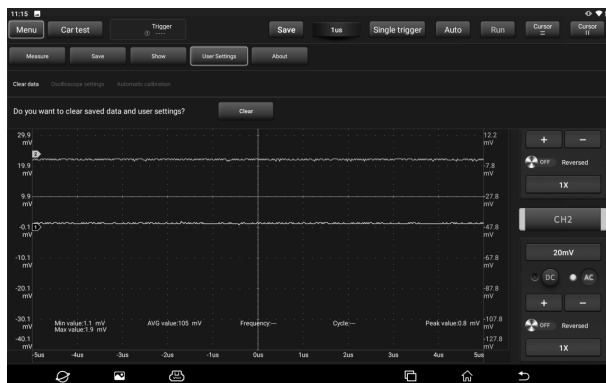 11:15
Menu Car test Trigger Save 1us Single trigger Auto Run Cursor Cursor
① ----
Measure Save Show User Settings About
Clear data Oscilloscope settings Automatic calibration
Do you want to clear saved data and user settings? Clear
29.9 mV 12.2 mV
2
19.9 mV -7.8 mV
9.9 mV -27.8 mV
-0.1 mV 1 -47.8 mV
-10.1 mV -67.8 mV
-20.1 mV -87.8 mV
-30.1 mV -107.8 mV
Min value:1.1 mV AVG value:105 mV Frequency:--- Cycle:--- Peak value:0.8 mV
Max value:1.9 mV
-40.1 mV -127.8 mV
-5us -4us -3us -2us -1us 0us 1us 2us 3us 4us 5us
+ −
OFF Reversed
1X
CH2
20mV
DC AC
+ −
OFF Reversed
1X